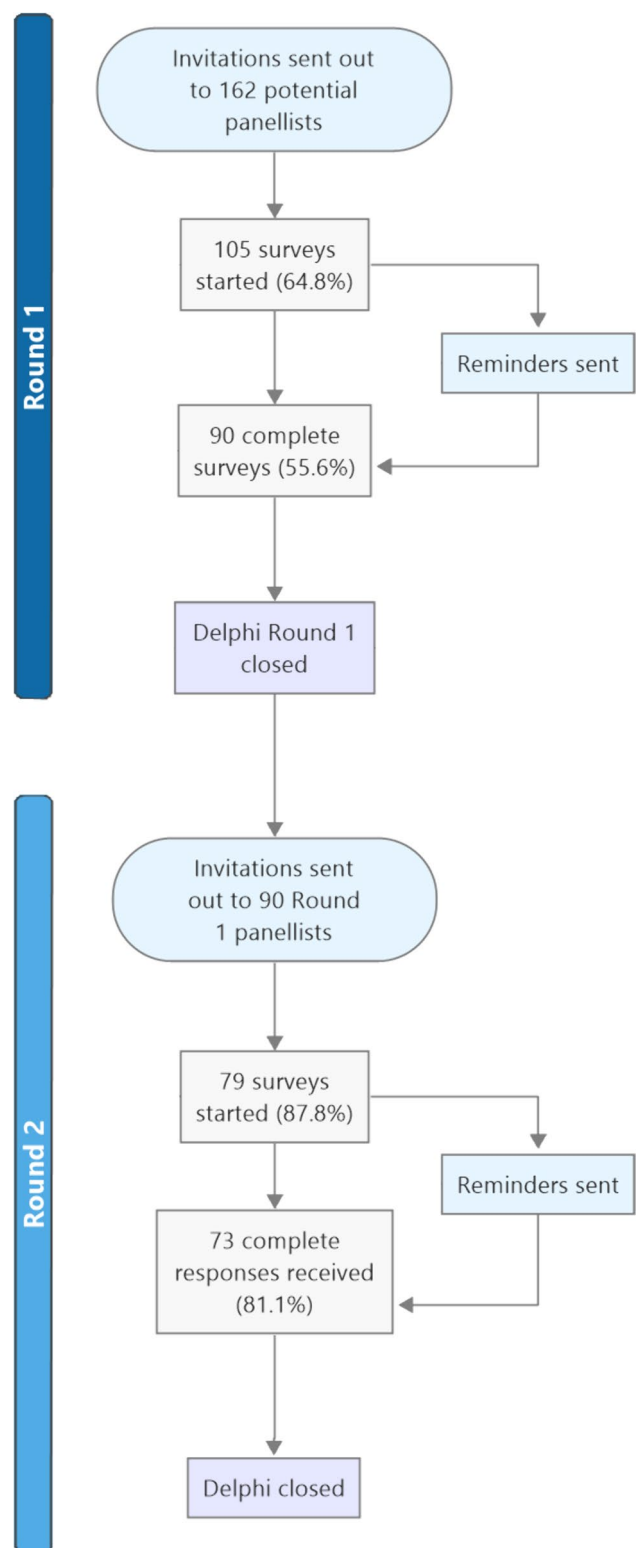 Round 1
Invitations sent out
to 162 potential
panellists
105 surveys
started (64.8%)
Reminders sent
90 complete
surveys (55.6%)
Delphi Round 1
closed
Round 2
Invitations sent
out to 90 Round
1 panellists
79 surveys
started (87.8%)
Reminders sent
73 complete
responses received
(81.1%)
Delphi closed